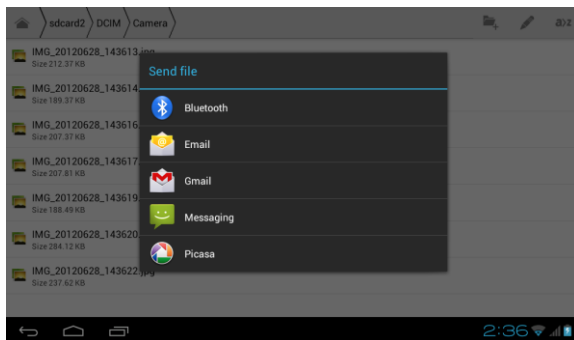 sdcard2 DCIM Camera a)z
IMG_20120628_143613.jpg
Size 212.37 KB
IMG_20120628_143614
Size 189.37 KB
IMG_20120628_143616
Size 207.37 KB
IMG_20120628_143617.
Size 207.81 KB
IMG_20120628_143619.
Size 188.49 KB
IMG_20120628_143620.
Size 284.12 KB
IMG_20120628_143622.jpg
Size 237.62 KB
Send file
Bluetooth
Email
Gmail
Messaging
Picasa
2:36